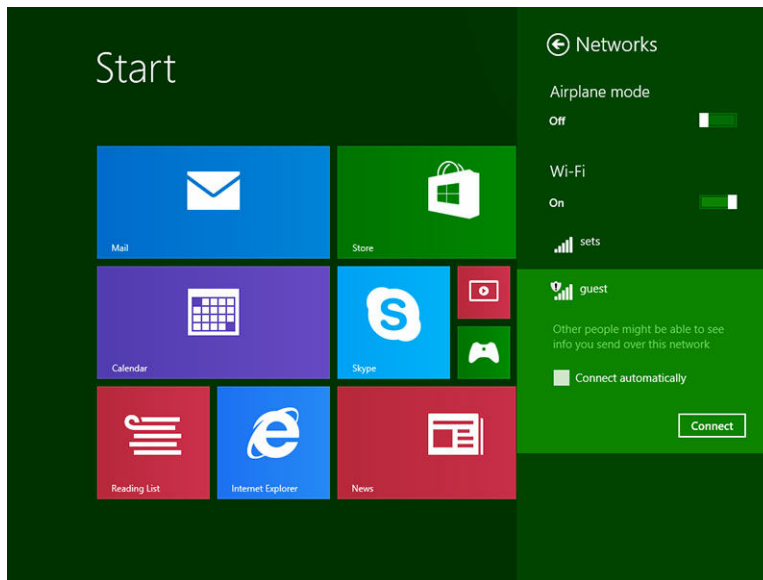 Start
Mail
Store
Calendar
Skype
Reading List
Internet Explorer
News
Networks
Airplane mode
Off
Wi-Fi
On
sets
guest
Other people might be able to see
info you send over this network
Connect automatically
Connect